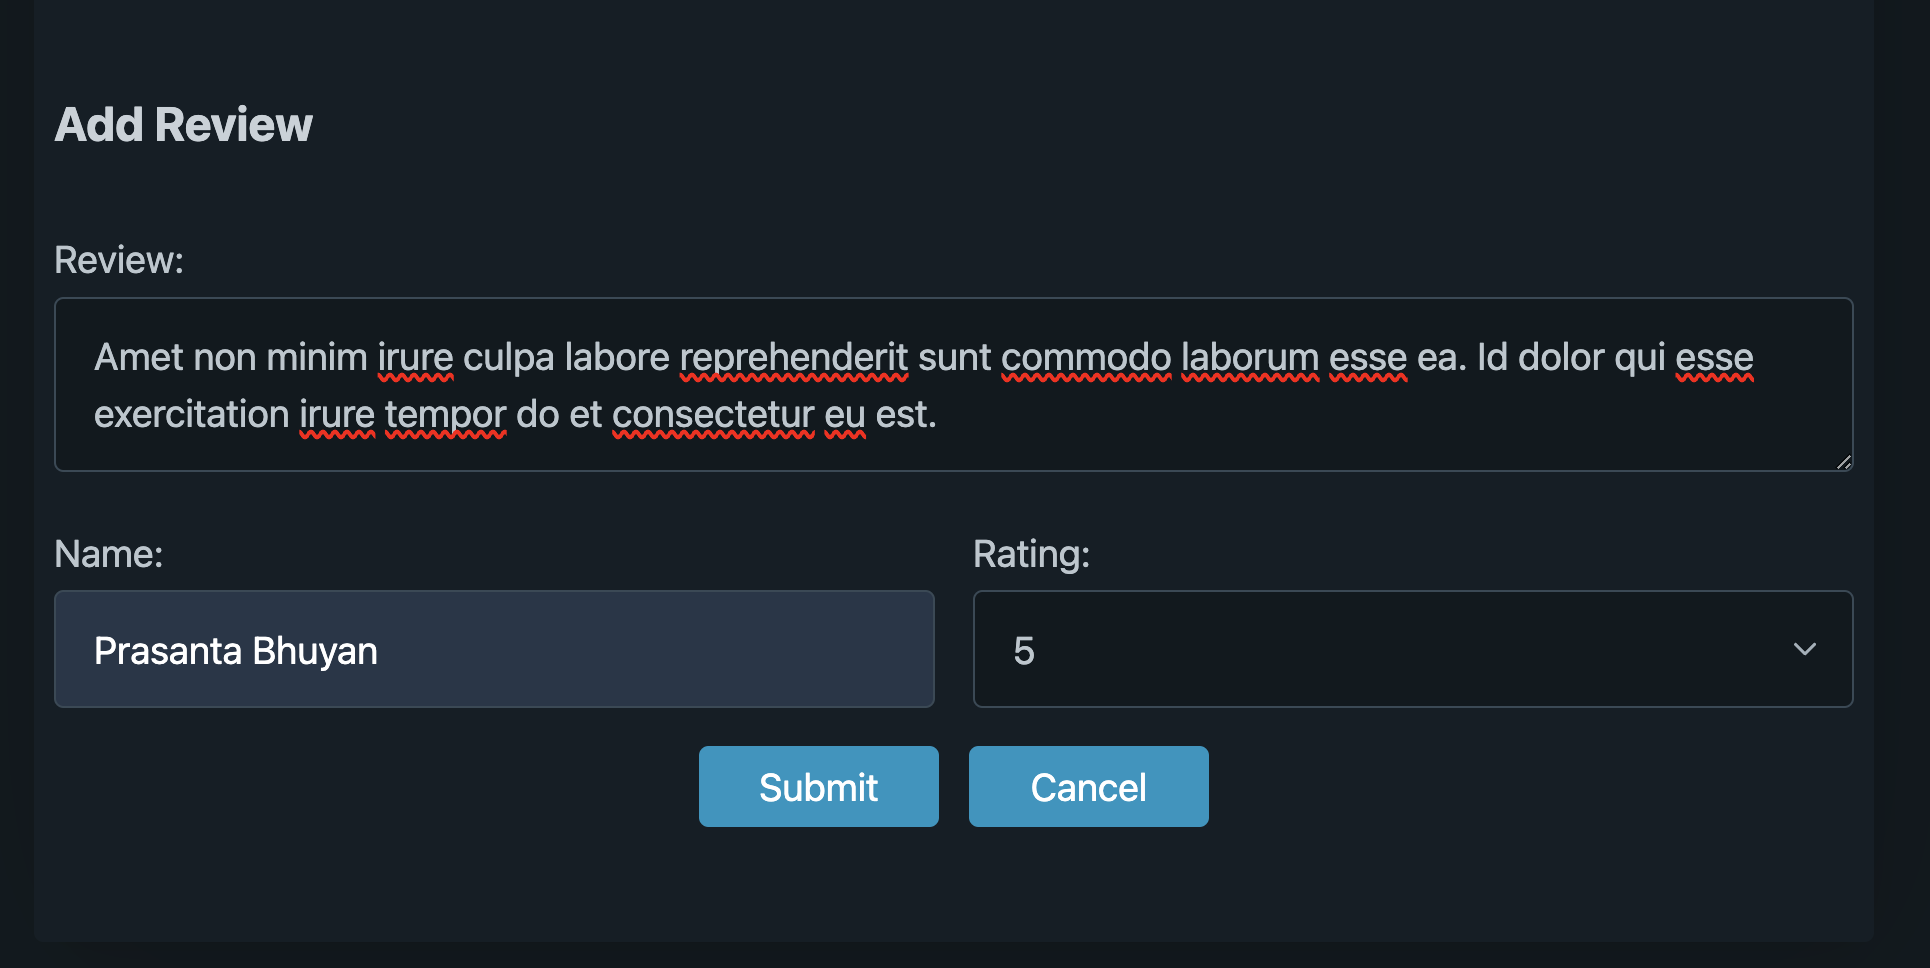 Add Review
Review:
Amet non minim irure culpa labore reprehenderit sunt commodo laborum esse ea. Id dolor qui esse
exercitation irure tempor do et consectetur eu est.
Name:
Rating:
Prasanta Bhuyan
5
Submit
Cancel